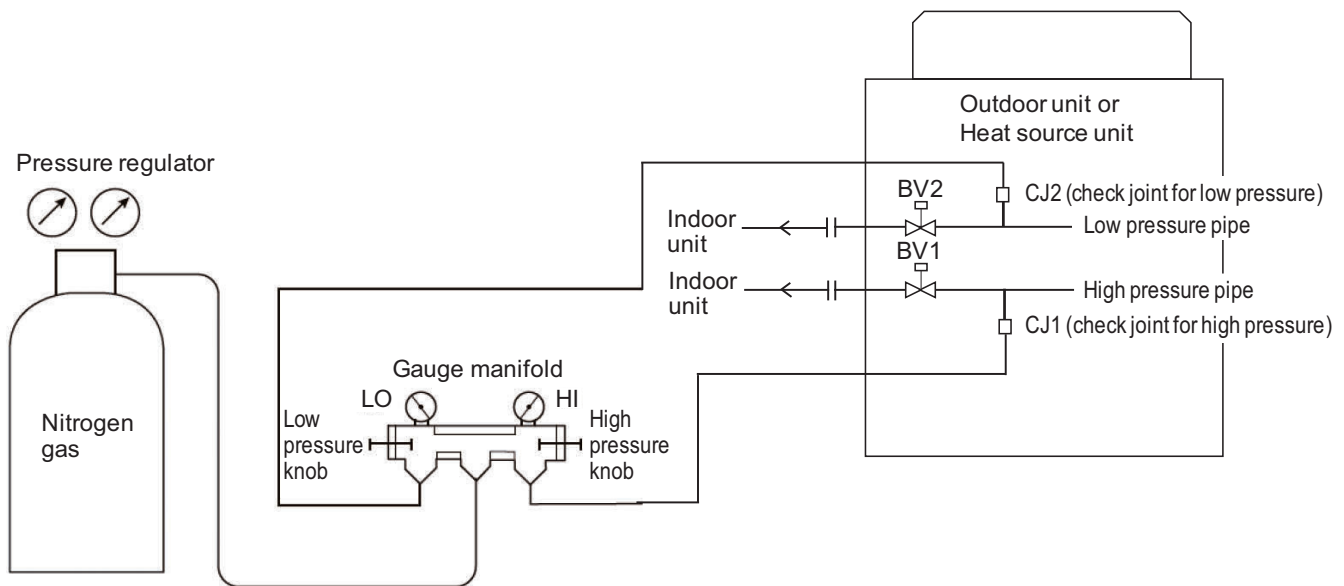 Outdoor unit or
Heat source unit
Pressure regulator
BV2
CJ2 (check joint for low pressure)
Indoor
unit
Low pressure pipe
BV1
Indoor
unit
High pressure pipe
CJ1 (check joint for high pressure)
Gauge manifold
LO
HI
Low
pressure
knob
High
pressure
knob
Nitrogen
gas